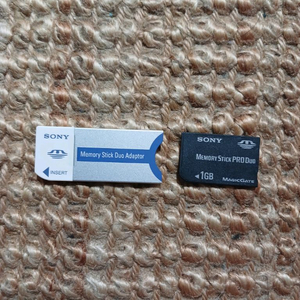 SONY
Memory Stick Duo Adaptor
INSERT
SONY
MEMORY STICK PRO DUO
1GB
MAGICGATE